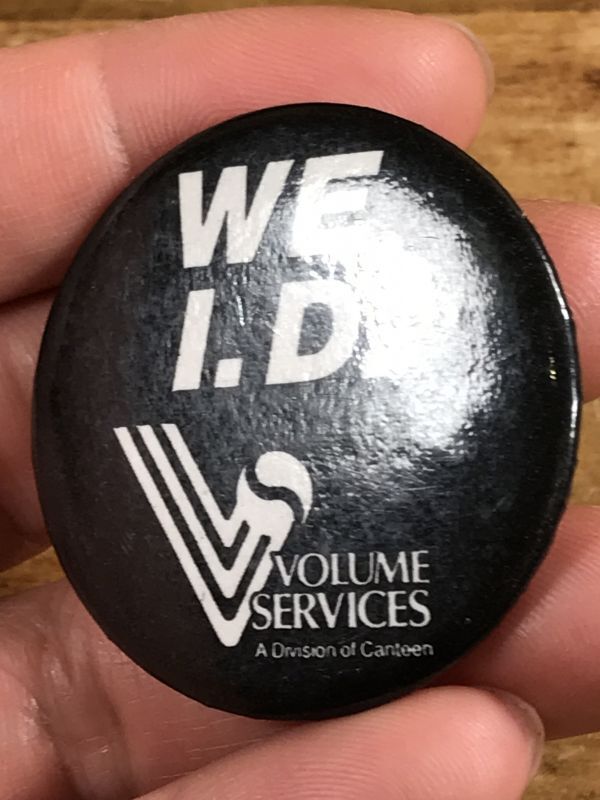 WE
I.D.
VOLUME
SERVICES
A Division of Canteen